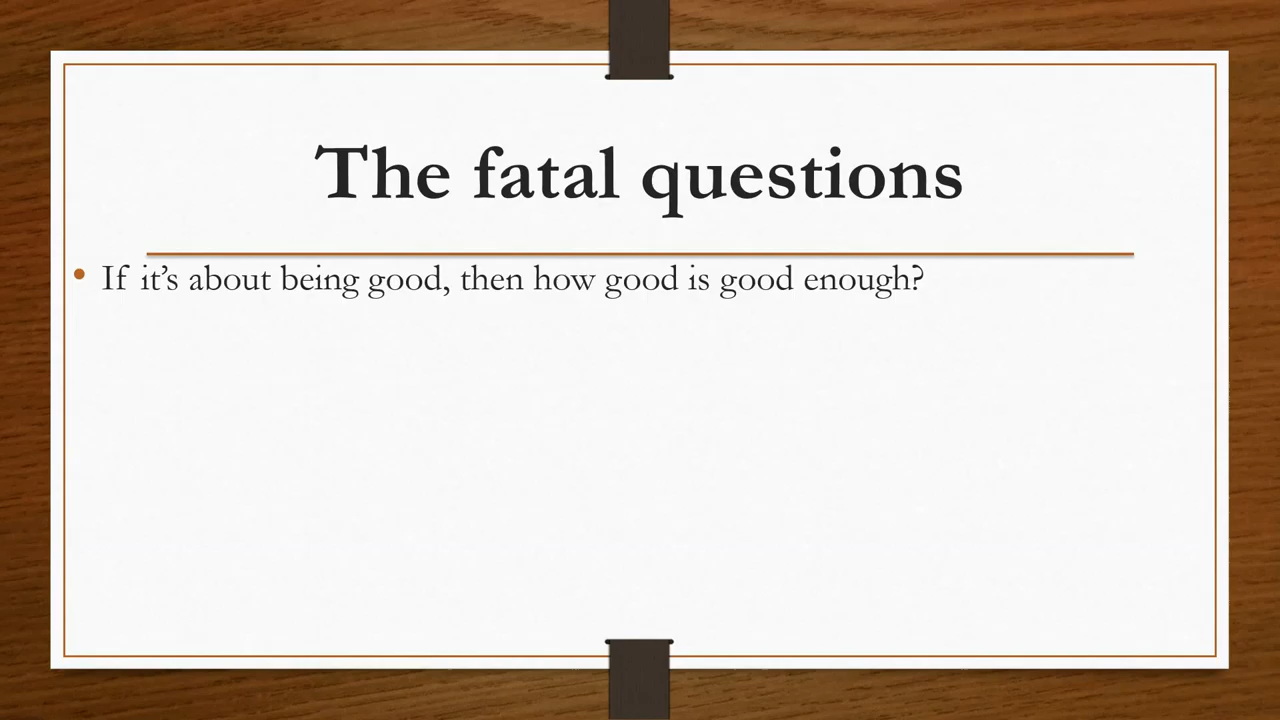 The fatal questions
• If it’s about being good, then how good is good enough?